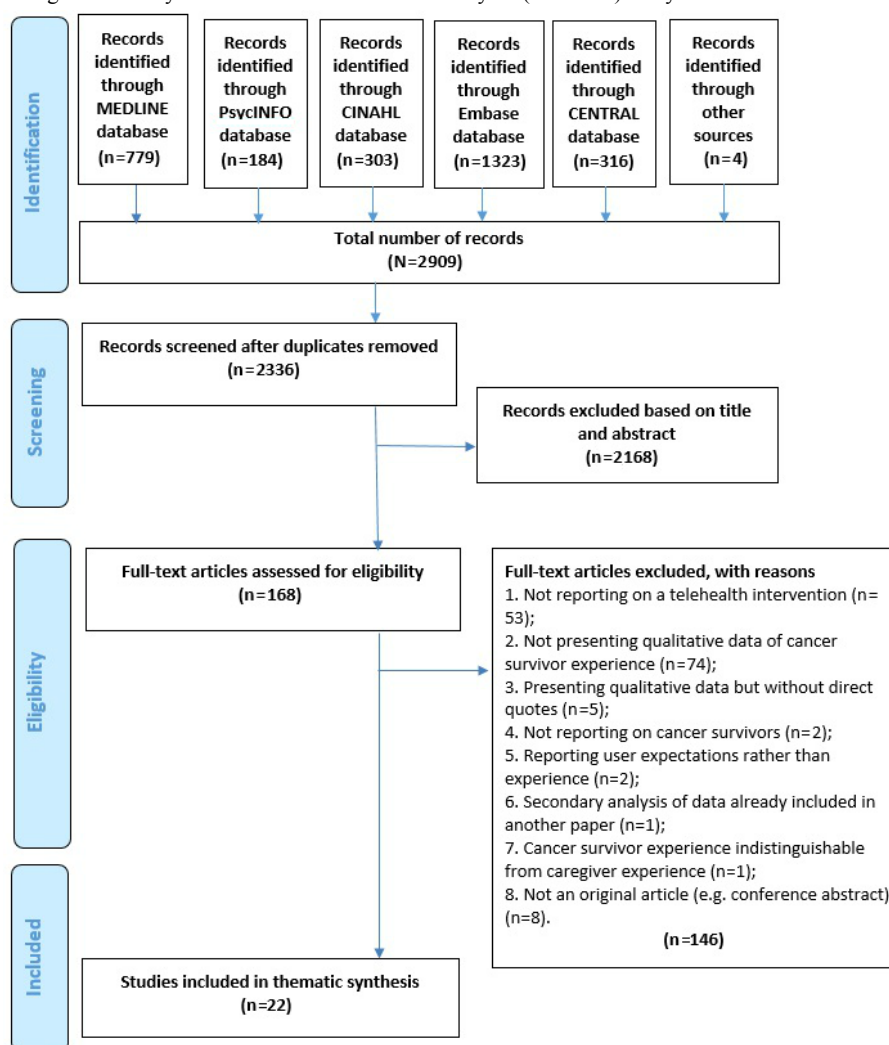 Identification
Records
identified
through
MEDLINE
database
(n=779)
Records
identified
through
PsycINFO
database
(n=184)
Records
identified
through
CINAHL
database
(n=303)
Records
identified
through
Embase
database
(n=1323)
Records
identified
through
CENTRAL
database
(n=316)
Records
identified
through
other
sources
(n=4)
Total number of records
(N=2909)
Screening
Records screened after duplicates removed
(n=2336)
Records excluded based on title
and abstract
(n=2168)
Eligibility
Full-text articles assessed for eligibility
(n=168)
Full-text articles excluded, with reasons
1. Not reporting on a telehealth intervention (n=
53);
2. Not presenting qualitative data of cancer
survivor experience (n=74);
3. Presenting qualitative data but without direct
quotes (n=5);
4. Not reporting on cancer survivors (n=2);
5. Reporting user expectations rather than
experience (n=2);
6. Secondary analysis of data already included in
another paper (n=1);
7. Cancer survivor experience indistinguishable
from caregiver experience (n=1);
8. Not an original article (e.g. conference abstract)
(n=8).
(n=146)
Included
Studies included in thematic synthesis
(n=22)